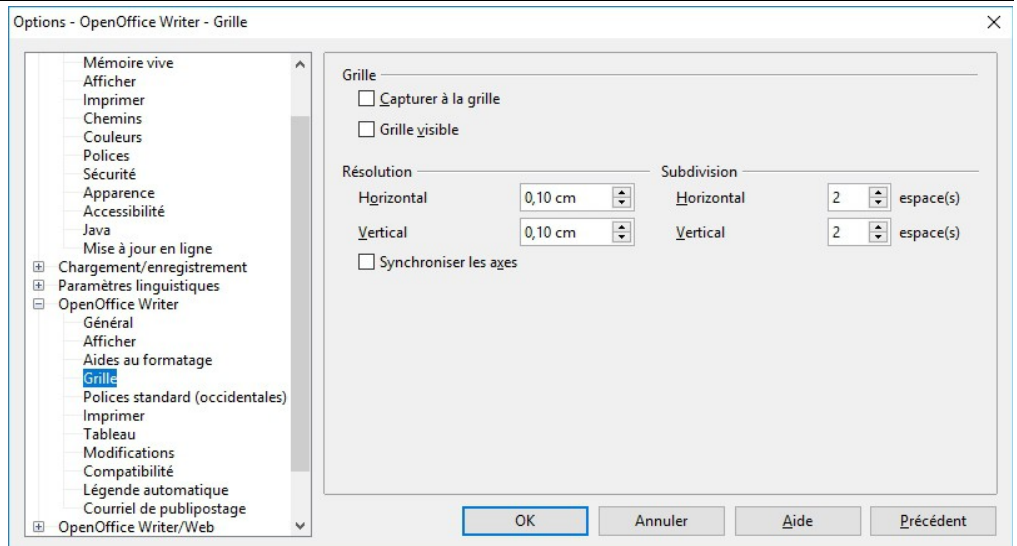 Options - OpenOffice Writer - Grille
Mémoire vive
Afficher
Imprimer
Chemins
Couleurs
Polices
Sécurité
Apparence
Accessibilité
Java
Mise à jour en ligne
Chargement/enregistrement
Paramètres linguistiques
OpenOffice Writer
Général
Afficher
Aides au formatage
Grille
Polices standard (occidentales)
Imprimer
Tableau
Modifications
Compatibilité
Légende automatique
Courriel de publipostage
OpenOffice Writer/Web
Grille
Capturer à la grille
Grille visible
Résolution
Horizontal 0,10 cm
Vertical 0,10 cm
Synchroniser les axes
Subdivision
Horizontal 2 espace(s)
Vertical 2 espace(s)
OK Annuler Aide Précédent